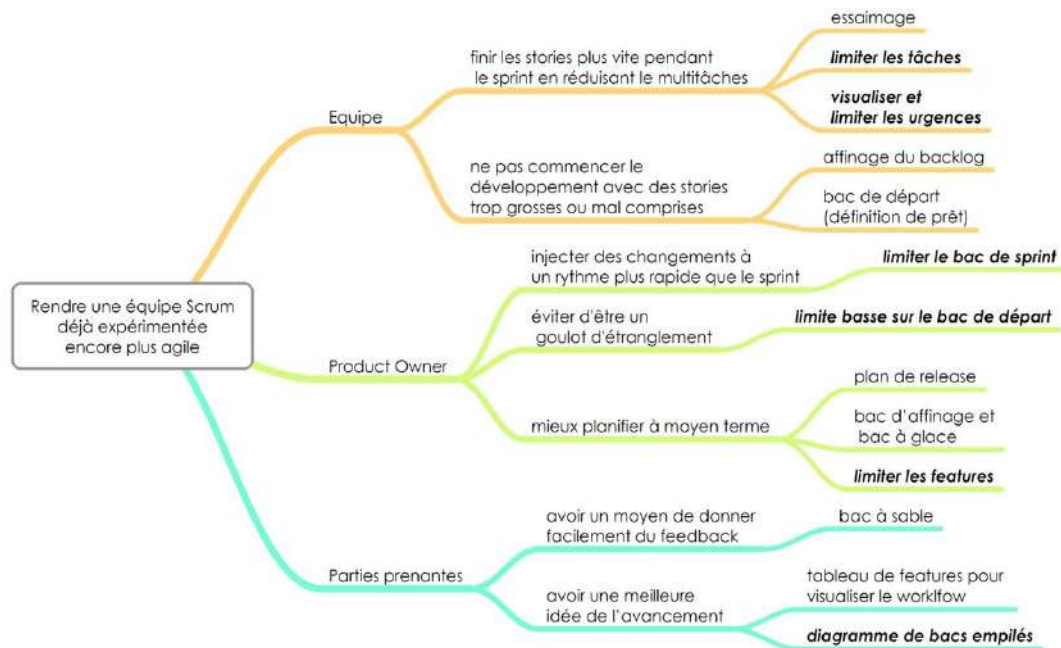 Rendre une équipe Scrum
déjà expérimentée
encore plus agile
Equipe
finir les stories plus vite pendant
le sprint en réduisant le multitâches
essaimage
limiter les tâches
visualiser et
limiter les urgences
ne pas commencer le
développement avec des stories
trop grosses ou mal comprises
affinage du backlog
bac de départ
(définition de prêt)
Product Owner
injecter des changements à
un rythme plus rapide que le sprint
limiter le bac de sprint
éviter d'être un
goulot d'étranglement
limite basse sur le bac de départ
mieux planifier à moyen terme
plan de release
bac d'affinage et
bac à glace
limiter les features
Parties prenantes
avoir un moyen de donner
facilement du feedback
bac à sable
avoir une meilleure
idée de l'avancement
tableau de features pour
visualiser le worklfow
diagramme de bacs empilés